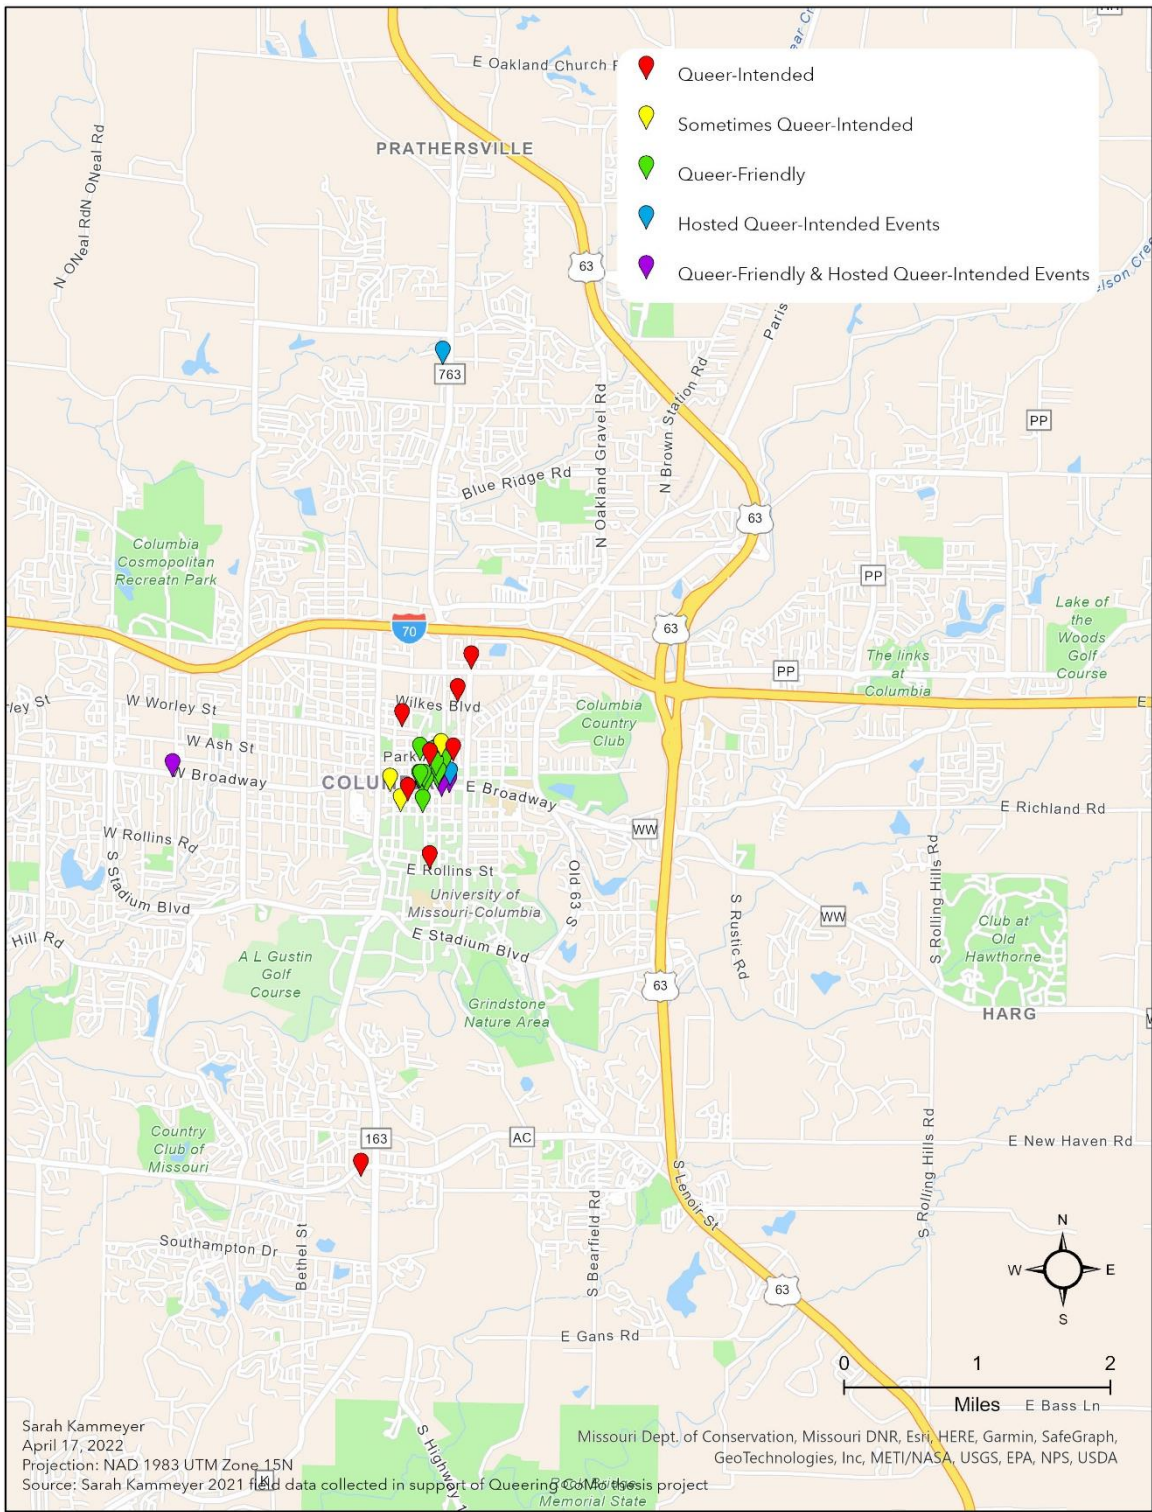 E Oakland Church
Queer-Intended
Sometimes Queer-Intended
Queer-Friendly
Hosted Queer-Intended Events
Queer-Friendly & Hosted Queer-Intended Events
PRATHERSVILLE
N ONeal Rd
N ONeal Rd
63
Paris
763
N Oakland Gravel Rd
N Brown Station Rd
PP
Blue Ridge Rd
63
Columbia
Cosmopolitan
Recreatn Park
PP
70
63
Lake of
the
Woods
Golf
Course
The links
at
Columbia
PP
Wilkes Blvd
W Worley St
Columbia
Country
Club
W Ash St
W Broadway
E Broadway
E Richland Rd
WW
W Rollins Rd
E Rollins St
S Stadium Blvd
University of
Missouri-Columbia
Old 63 S
S Rustic Rd
S Rolling Hills Rd
WW
Club at
Old
Hawthorne
Hill Rd
E Stadium Blvd
A L Gustin
Golf
Course
63
Grindstone
Nature Area
HARG
Country
Club of
Missouri
163
AC
E New Haven Rd
S Lenoir St
S Rolling Hills Rd
Southampton Dr
Bethel St
S Bearfield Rd
N
W E
S
63
E Gans Rd
0 1 2
Miles
E Bass Ln
S Highway 1
Sarah Kammeyer
April 17, 2022
Projection: NAD 1983 UTM Zone 15N
Source: Sarah Kammeyer 2021 field data collected in support of Queering CoMo thesis project
K
Memorial State
Missouri Dept. of Conservation, Missouri DNR, Esri, HERE, Garmin, SafeGraph,
GeoTechnologies, Inc, METI/NASA, USGS, EPA, NPS, USDA